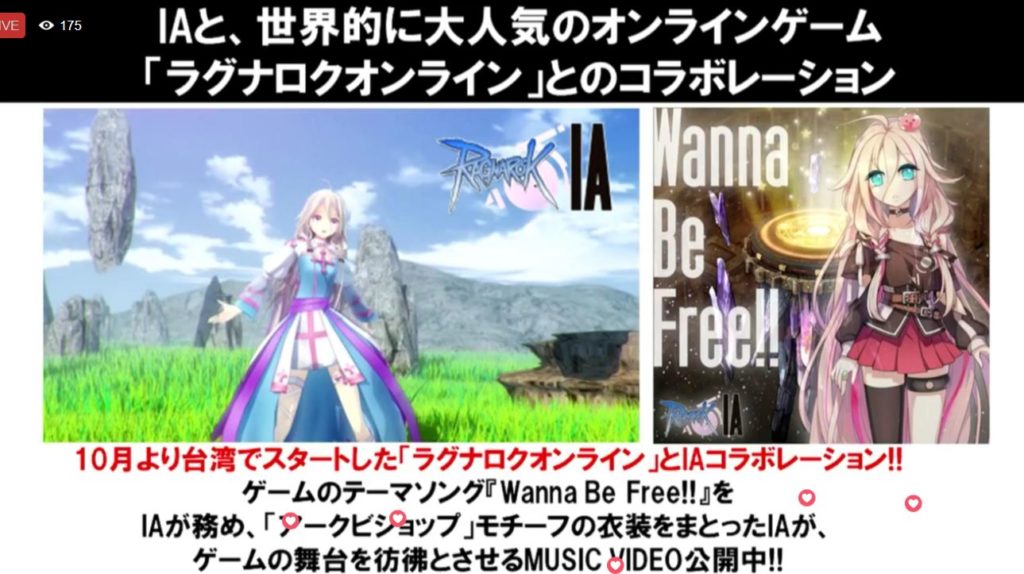 IVE 175
IAと、世界的に大人気のオンラインゲーム
「ラグナロクオンライン」とのコラボレーション
RAGNAROK IA
Wanna
Be
Free!!
RAGNAROK IA
10月より台湾でスタートした「ラグナロクオンライン」とIAコラボレーション!!
ゲームのテーマソング『Wanna Be Free!!』を
IAが務め、「アークビショップ」モチーフの衣装をまとったIAが、
ゲームの舞台を彷彿とさせるMUSIC VIDEO公開中!!